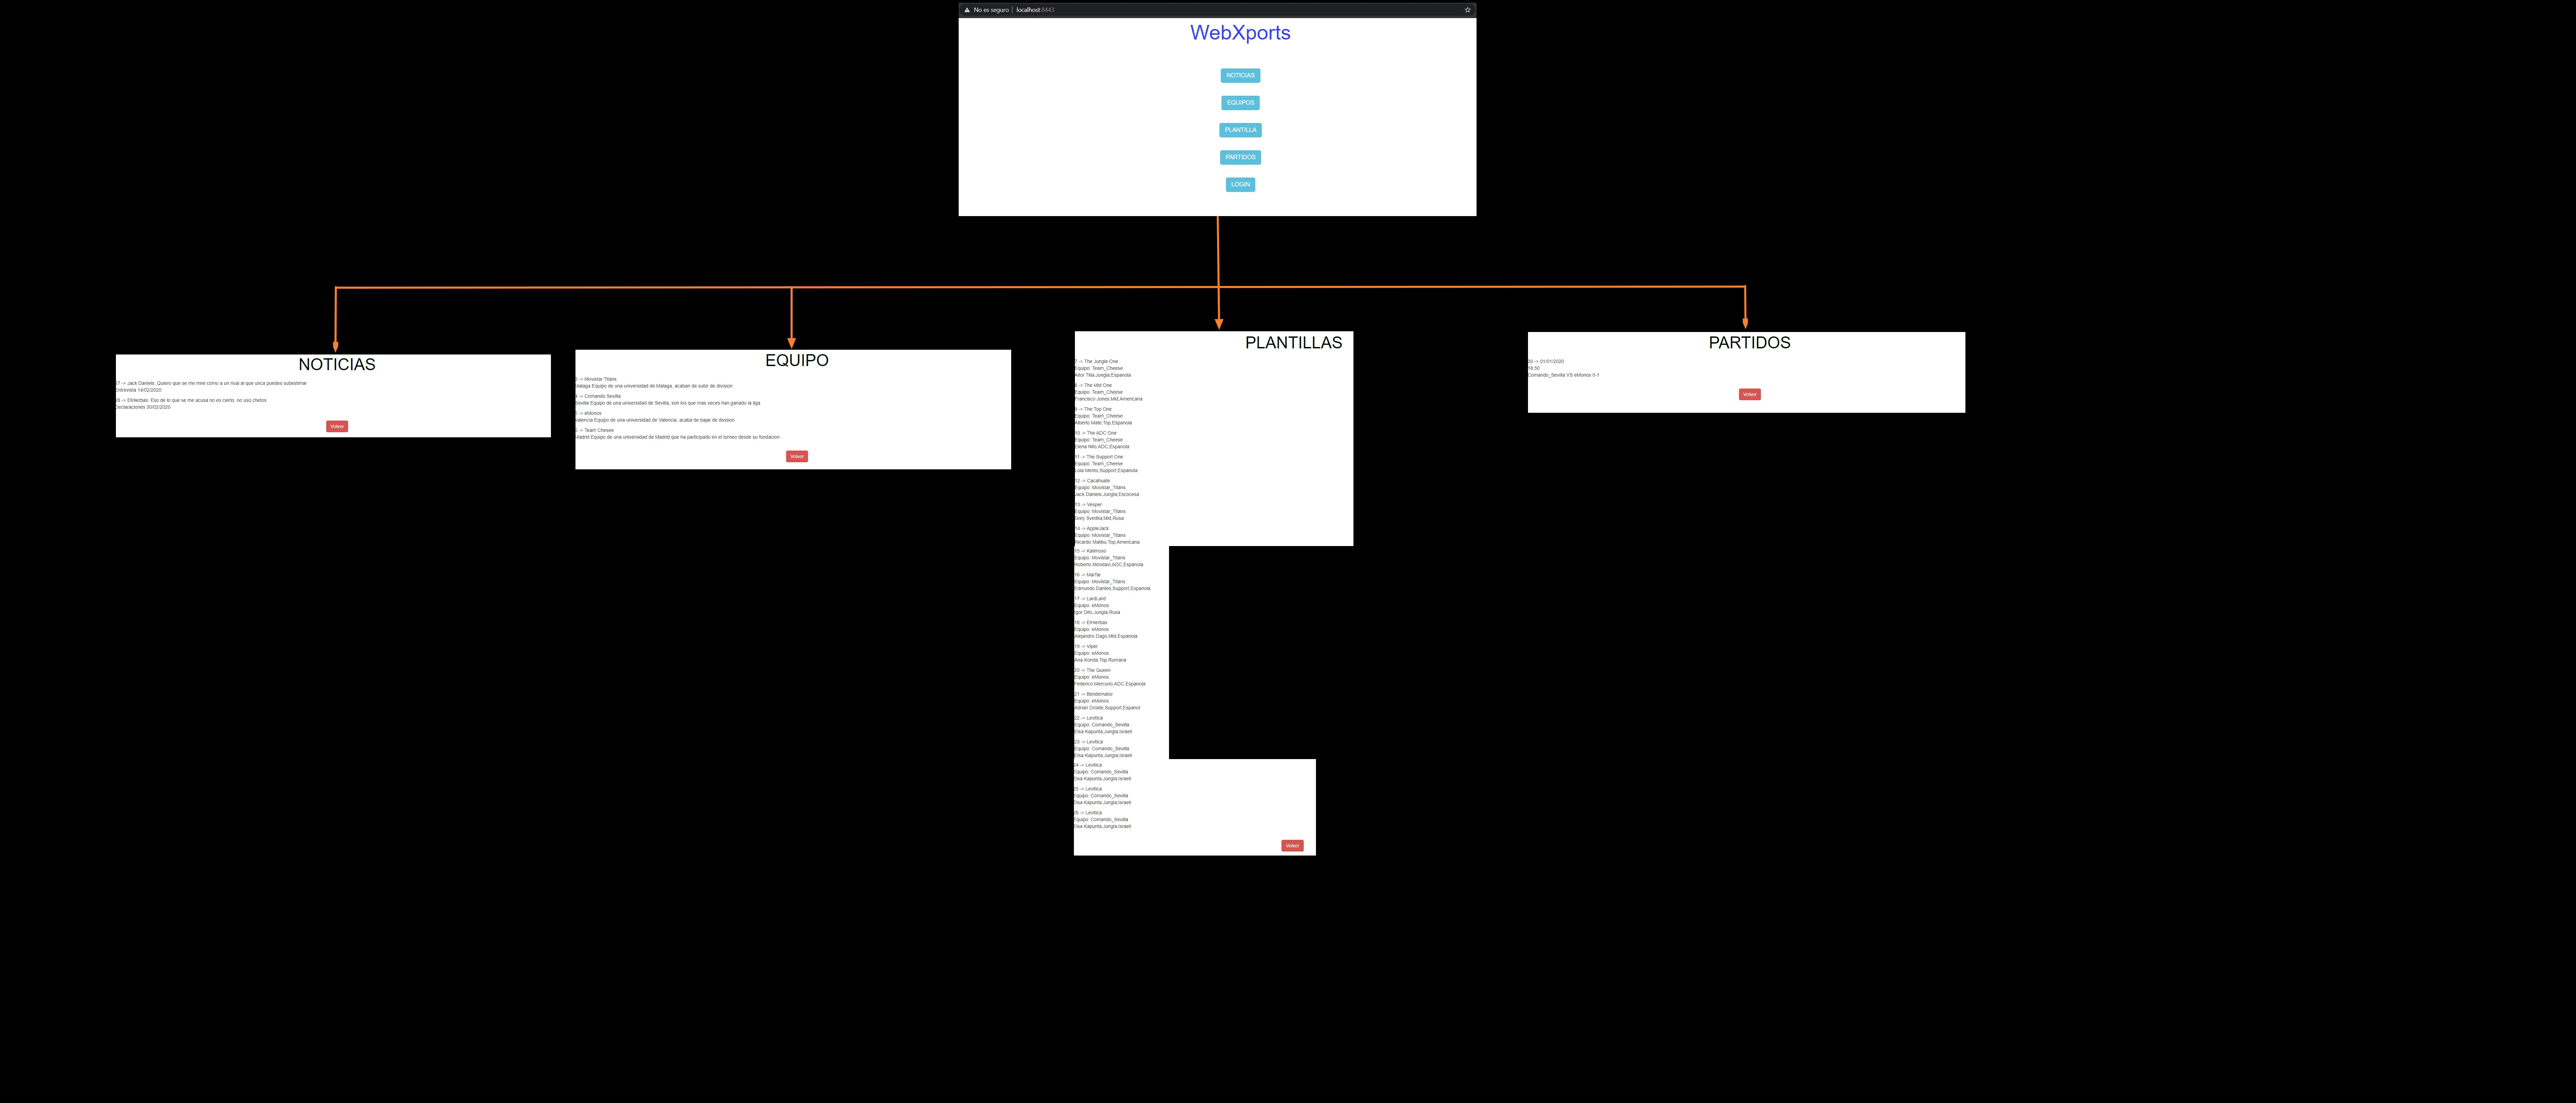 No es seguro | localhost:8443
WebXports
NOTICIAS
EQUIPOS
PLANTILLA
PARTIDOS
LOGIN
NOTICIAS
27 -> Jack Daniels: Quiero que se me mire como a un rival al que unca puedes subestimar
Entrevista 14/02/2020
28 -> ElHierbas: Eso de lo que se me acusa no es cierto, no uso chetos
Declaraciones 30/02/2020
Volver
EQUIPO
3 -> Movistar Titans
Malaga Equipo de una universidad de Malaga, acaban de subir de division
4 -> Comando Sevilla
Sevilla Equipo de una universidad de Sevilla, son los que mas veces han ganado la liga
5 -> eMonos
Valencia Equipo de una universidad de Valencia, acaba de bajar de division
6 -> Team Chesee
Madrid Equipo de una universidad de Madrid que ha participado en el torneo desde su fundacion
Volver
PLANTILLAS
7 -> The Jungle One
Equipo: Team_Cheese
Aitor Tilla,Jungla,Espanola
8 -> The Mid One
Equipo: Team_Cheese
Francisco Jones,Mid,Americana
9 -> The Top One
Equipo: Team_Cheese
Alberto Mate,Top,Espanola
10 -> The ADC One
Equipo: Team_Cheese
Elena Nito,ADC,Espanola
11 -> The Support One
Equipo: Team_Cheese
Lola Mento,Support,Espanola
12 -> Cacahuate
Equipo: Movistar_Titans
Jack Daniels,Jungla,Escocesa
13 -> Vesper
Equipo: Movistar_Titans
Grey Svedka,Mid,Rusa
14 -> AppleJack
Equipo: Movistar_Titans
Ricardo Malibu,Top,Americana
15 -> Kalimoxo
Equipo: Movistar_Titans
Roberto Mondavi,ADC,Espanola
16 -> MaiTai
Equipo: Movistar_Titans
Edmundo Dantes,Support,Espanola
17 -> LardLard
Equipo: eMonos
Igor Dito,Jungla,Rusa
18 -> ElHierbas
Equipo: eMonos
Alejandro Dago,Mid,Espanola
19 -> Viper
Equipo: eMonos
Ana Konda,Top,Rumana
20 -> The Queen
Equipo: eMonos
Federico Mercurio,ADC,Espanola
21 -> Bendernator
Equipo: eMonos
Adrian Droide,Support,Espanol
22 -> Levitica
Equipo: Comando_Sevilla
Elsa Kapunta,Jungla,Israeli
23 -> Levitica
Equipo: Comando_Sevilla
Elsa Kapunta,Jungla,Israeli
24 -> Levitica
Equipo: Comando_Sevilla
Elsa Kapunta,Jungla,Israeli
25 -> Levitica
Equipo: Comando_Sevilla
Elsa Kapunta,Jungla,Israeli
26 -> Levitica
Equipo: Comando_Sevilla
Elsa Kapunta,Jungla,Israeli
Volver
PARTIDOS
30 -> 01/01/2020
16:50
Comando_Sevilla VS eMonos 0-1
Volver